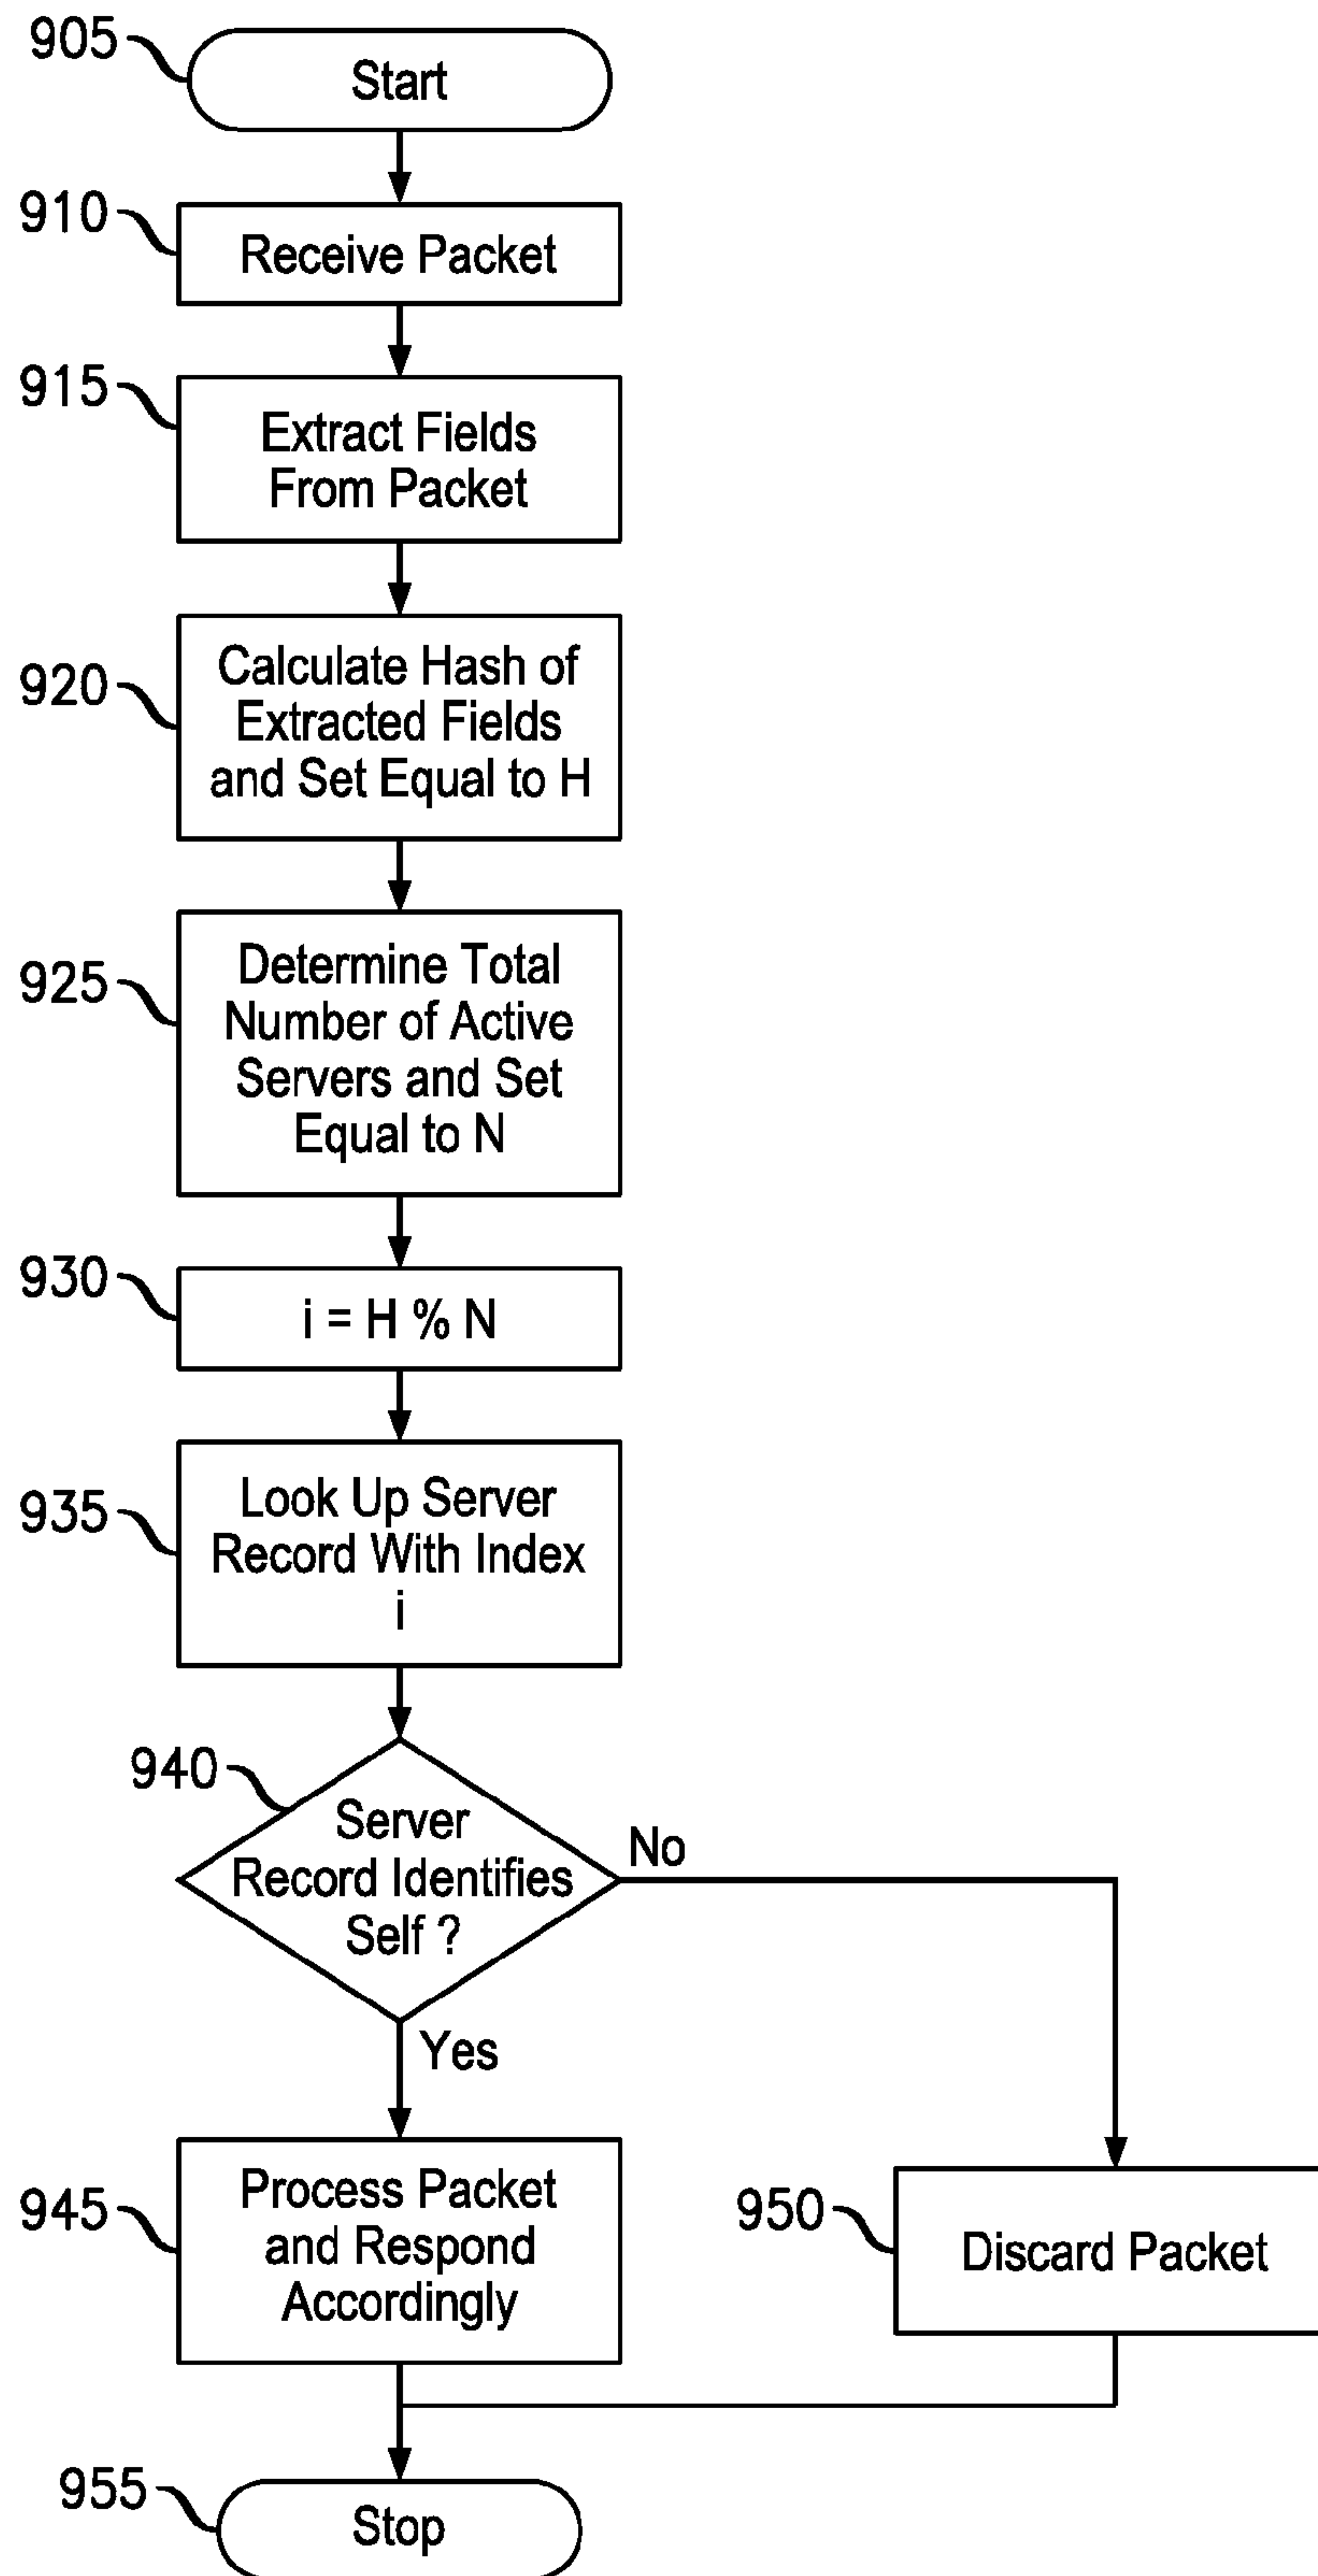 905
Start
910
Receive Packet
915
Extract Fields
From Packet
920
Calculate Hash of
Extracted Fields
and Set Equal to H
925
Determine Total
Number of Active
Servers and Set
Equal to N
930
i = H % N
935
Look Up Server
Record With Index
i
940
Server
Record Identifies
Self ?
No
Yes
945
Process Packet
and Respond
Accordingly
950
Discard Packet
955
Stop